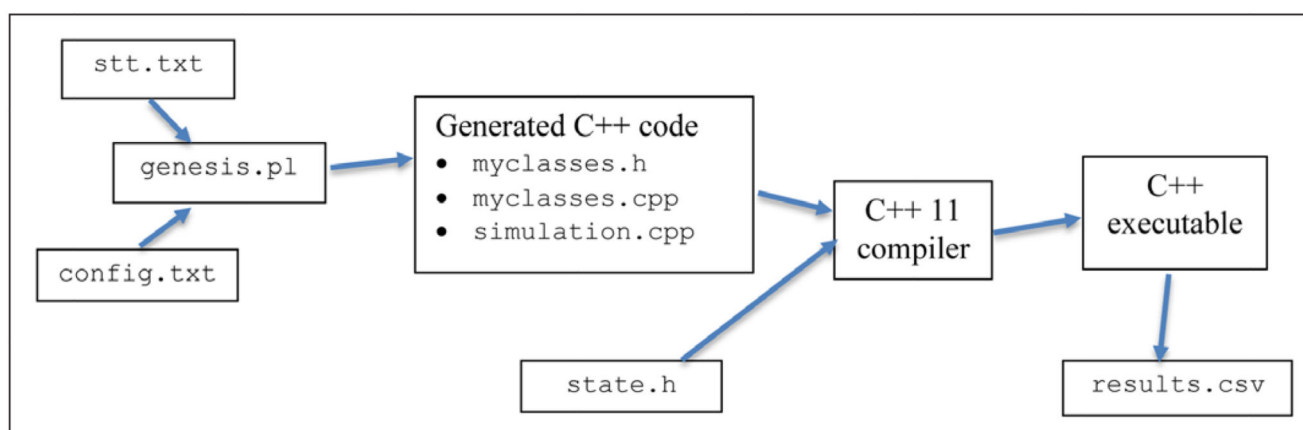 stt.txt
genesis.pl
config.txt
Generated C++ code
• myclasses.h
• myclasses.cpp
• simulation.cpp
state.h
C++ 11
compiler
C++
executable
results.csv